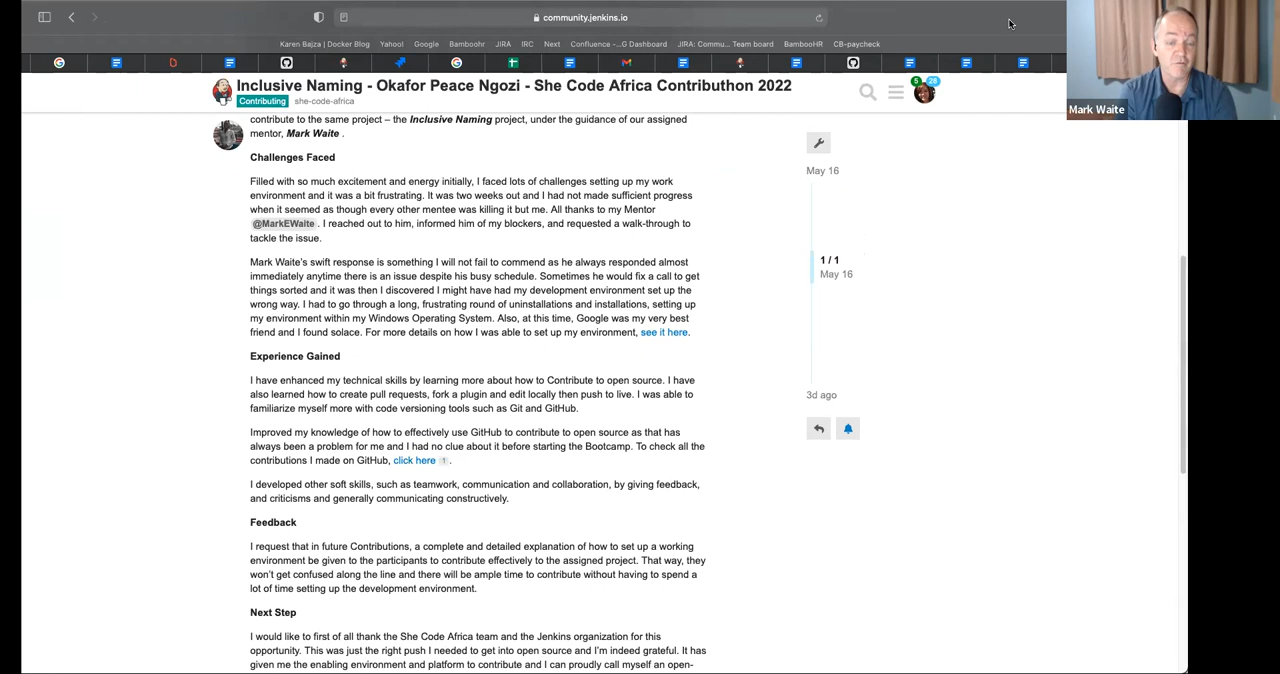 community.jenkins.io
Karen Bajza | Docker Blog Yahoo! Google Bamboohr JIRA IRC Next Confluence -...G Dashboard JIRA: Commu... Team board BambooHR CB-paycheck
Inclusive Naming - Okafor Peace Ngozi - She Code Africa Contributhon 2022
Contributing she-code-africa
5 28
Mark Waite
contribute to the same project – the Inclusive Naming project, under the guidance of our assigned
mentor, Mark Waite .
Challenges Faced
Filled with so much excitement and energy initially, I faced lots of challenges setting up my work
environment and it was a bit frustrating. It was two weeks out and I had not made sufficient progress
when it seemed as though every other mentee was killing it but me. All thanks to my Mentor
@MarkEWaite . I reached out to him, informed him of my blockers, and requested a walk-through to
tackle the issue.
Mark Waite's swift response is something I will not fail to commend as he always responded almost
immediately anytime there is an issue despite his busy schedule. Sometimes he would fix a call to get
things sorted and it was then I discovered I might have had my development environment set up the
wrong way. I had to go through a long, frustrating round of uninstallations and installations, setting up
my environment within my Windows Operating System. Also, at this time, Google was my very best
friend and I found solace. For more details on how I was able to set up my environment, see it here.
Experience Gained
I have enhanced my technical skills by learning more about how to Contribute to open source. I have
also learned how to create pull requests, fork a plugin and edit locally then push to live. I was able to
familiarize myself more with code versioning tools such as Git and GitHub.
Improved my knowledge of how to effectively use GitHub to contribute to open source as that has
always been a problem for me and I had no clue about it before starting the Bootcamp. To check all the
contributions I made on GitHub, click here 1 .
I developed other soft skills, such as teamwork, communication and collaboration, by giving feedback,
and criticisms and generally communicating constructively.
Feedback
I request that in future Contributions, a complete and detailed explanation of how to set up a working
environment be given to the participants to contribute effectively to the assigned project. That way, they
won't get confused along the line and there will be ample time to contribute without having to spend a
lot of time setting up the development environment.
Next Step
I would like to first of all thank the She Code Africa team and the Jenkins organization for this
opportunity. This was just the right push I needed to get into open source and I'm indeed grateful. It has
given me the enabling environment and platform to contribute and I can proudly call myself an open-
May 16
1 / 1
May 16
3d ago